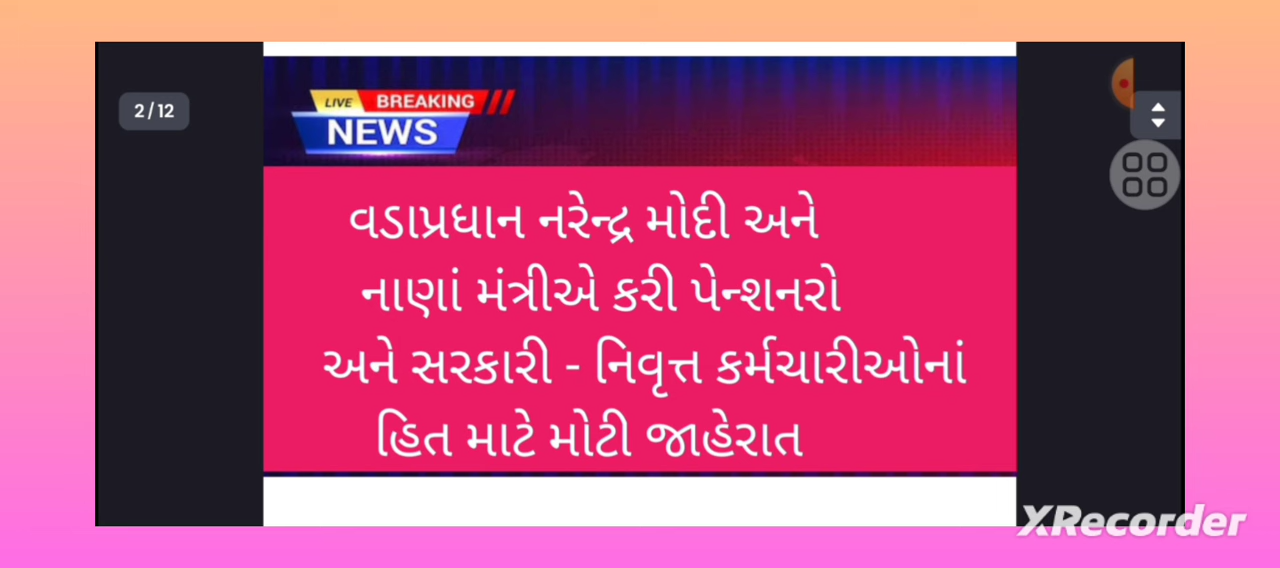 2/12
LIVE BREAKING
NEWS
વડાપ્રધાન નરેન્દ્ર મોદી અને
નાણાં મંત્રીએ કરી પેન્શનરો
અને સરકારી - નિવૃત્ત કર્મચારીઓનાં
હિત માટે મોટી જાહેરાત
XRecorder